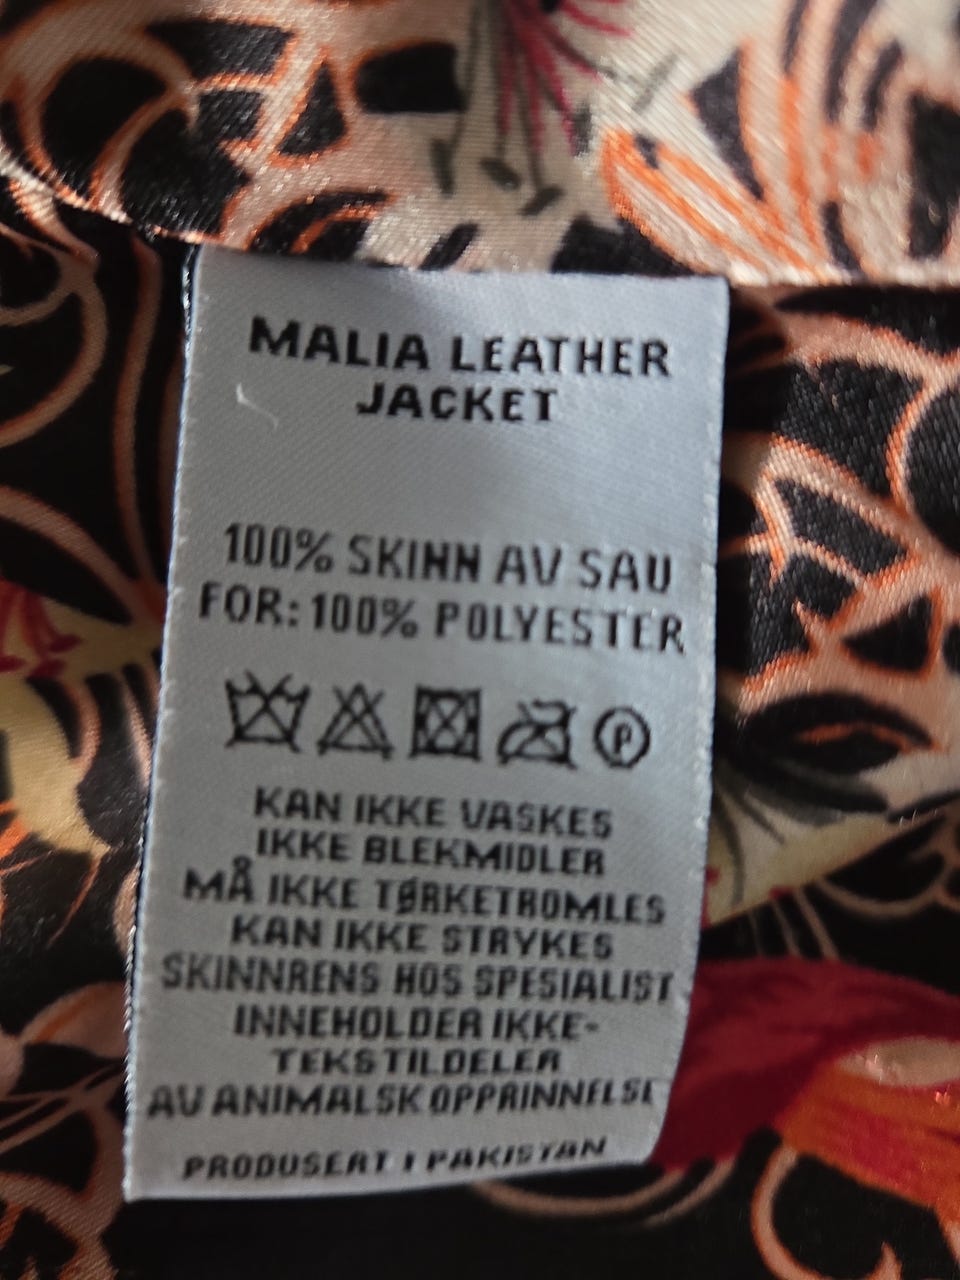 MALIA LEATHER
JACKET
100% SKINN AV SAU
FOR: 100% POLYESTER
P
KAN IKKE VASKES
IKKE BLEKMIDLER
MÅ IKKE TØRKETROMLES
KAN IKKE STRYKES
SKINNRENS HOS SPESIALIST
INNEHOLDER IKKE-
TEKSTILDELER
AV ANIMALSK OPPRINNELSE
PRODUSERT I PAKISTAN